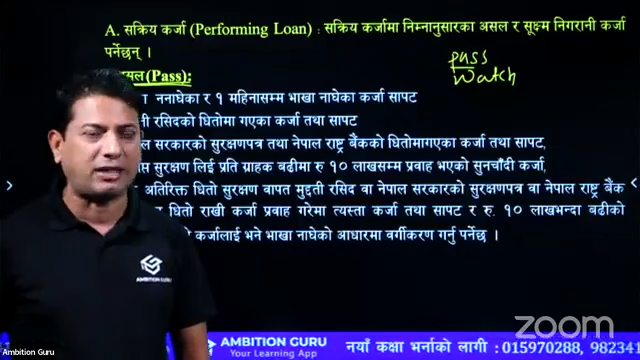 A. सक्रिय कर्जा (Performing Loan) : सक्रिय कर्जामा निम्नानुसारका असल र सूक्ष्म निगरानी कर्जा
पर्नेछन् ।
pass
watch
सल (Pass):
ननाघेका र १ महिनासम्म भाखा नाघेका कर्जा सापट
रसिदको धितोमा गएका कर्जा तथा सापट
सरकारको सुरक्षणपत्र तथा नेपाल राष्ट्र बैंकको धितोमागएका कर्जा तथा सापट,
सुरक्षण लिई प्रति ग्राहक बढीमा रु १० लाखसम्म प्रवाह भएको सुनचाँदी कर्जा,
अतिरिक्त धितो सुरक्षण वापत मुद्दती रसिद वा नेपाल सरकारको सुरक्षणपत्र वा नेपाल राष्ट्र बैंक
धितो राखी कर्जा प्रवाह गरेमा त्यस्ता कर्जा तथा सापट र रु. १० लाखभन्दा बढीको
कर्जालाई भने भाखा नाघेको आधारमा वर्गीकरण गर्नु पर्नेछ ।
AMBITION GURU
zoom
Ambition Guru
AMBITION GURU
Your Learning App
नयाँ कक्षा भर्नाको लागी : 015970288, 982341